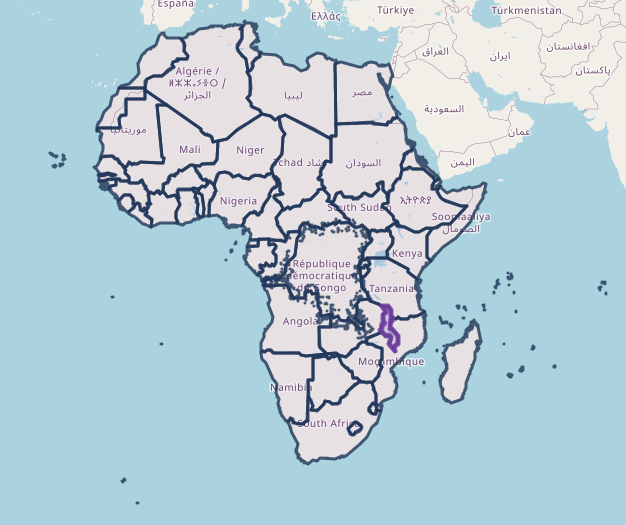 España
Ελλάς
Türkiye
Türkmenistan
العراق
ایران
افغانستان
پاکستان
Algérie /
ⵍⵣⵣⴰⵢⴻⵔ /
الجزائر
ليبيا
مصر
السعودية
عمان
موريتانيا
Mali
Niger
Tchad تشاد
السودان
اليمن
Nigeria
South Sudan
ኢትዮጵያ
Soomaaliya
الصومال
Kenya
République
démocratique
du Congo
Tanzania
Angola
Moçambique
Namibia
South Africa